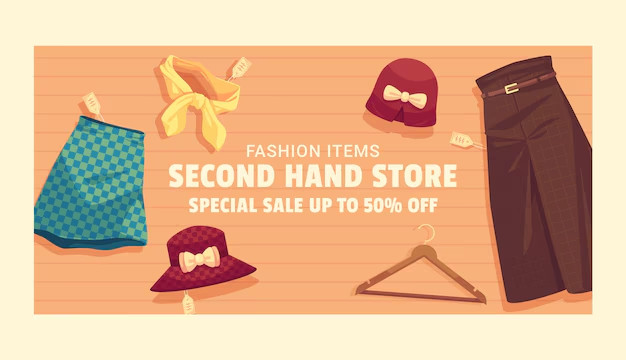 FASHION ITEMS
SECOND HAND STORE
SPECIAL SALE UP TO 50% OFF